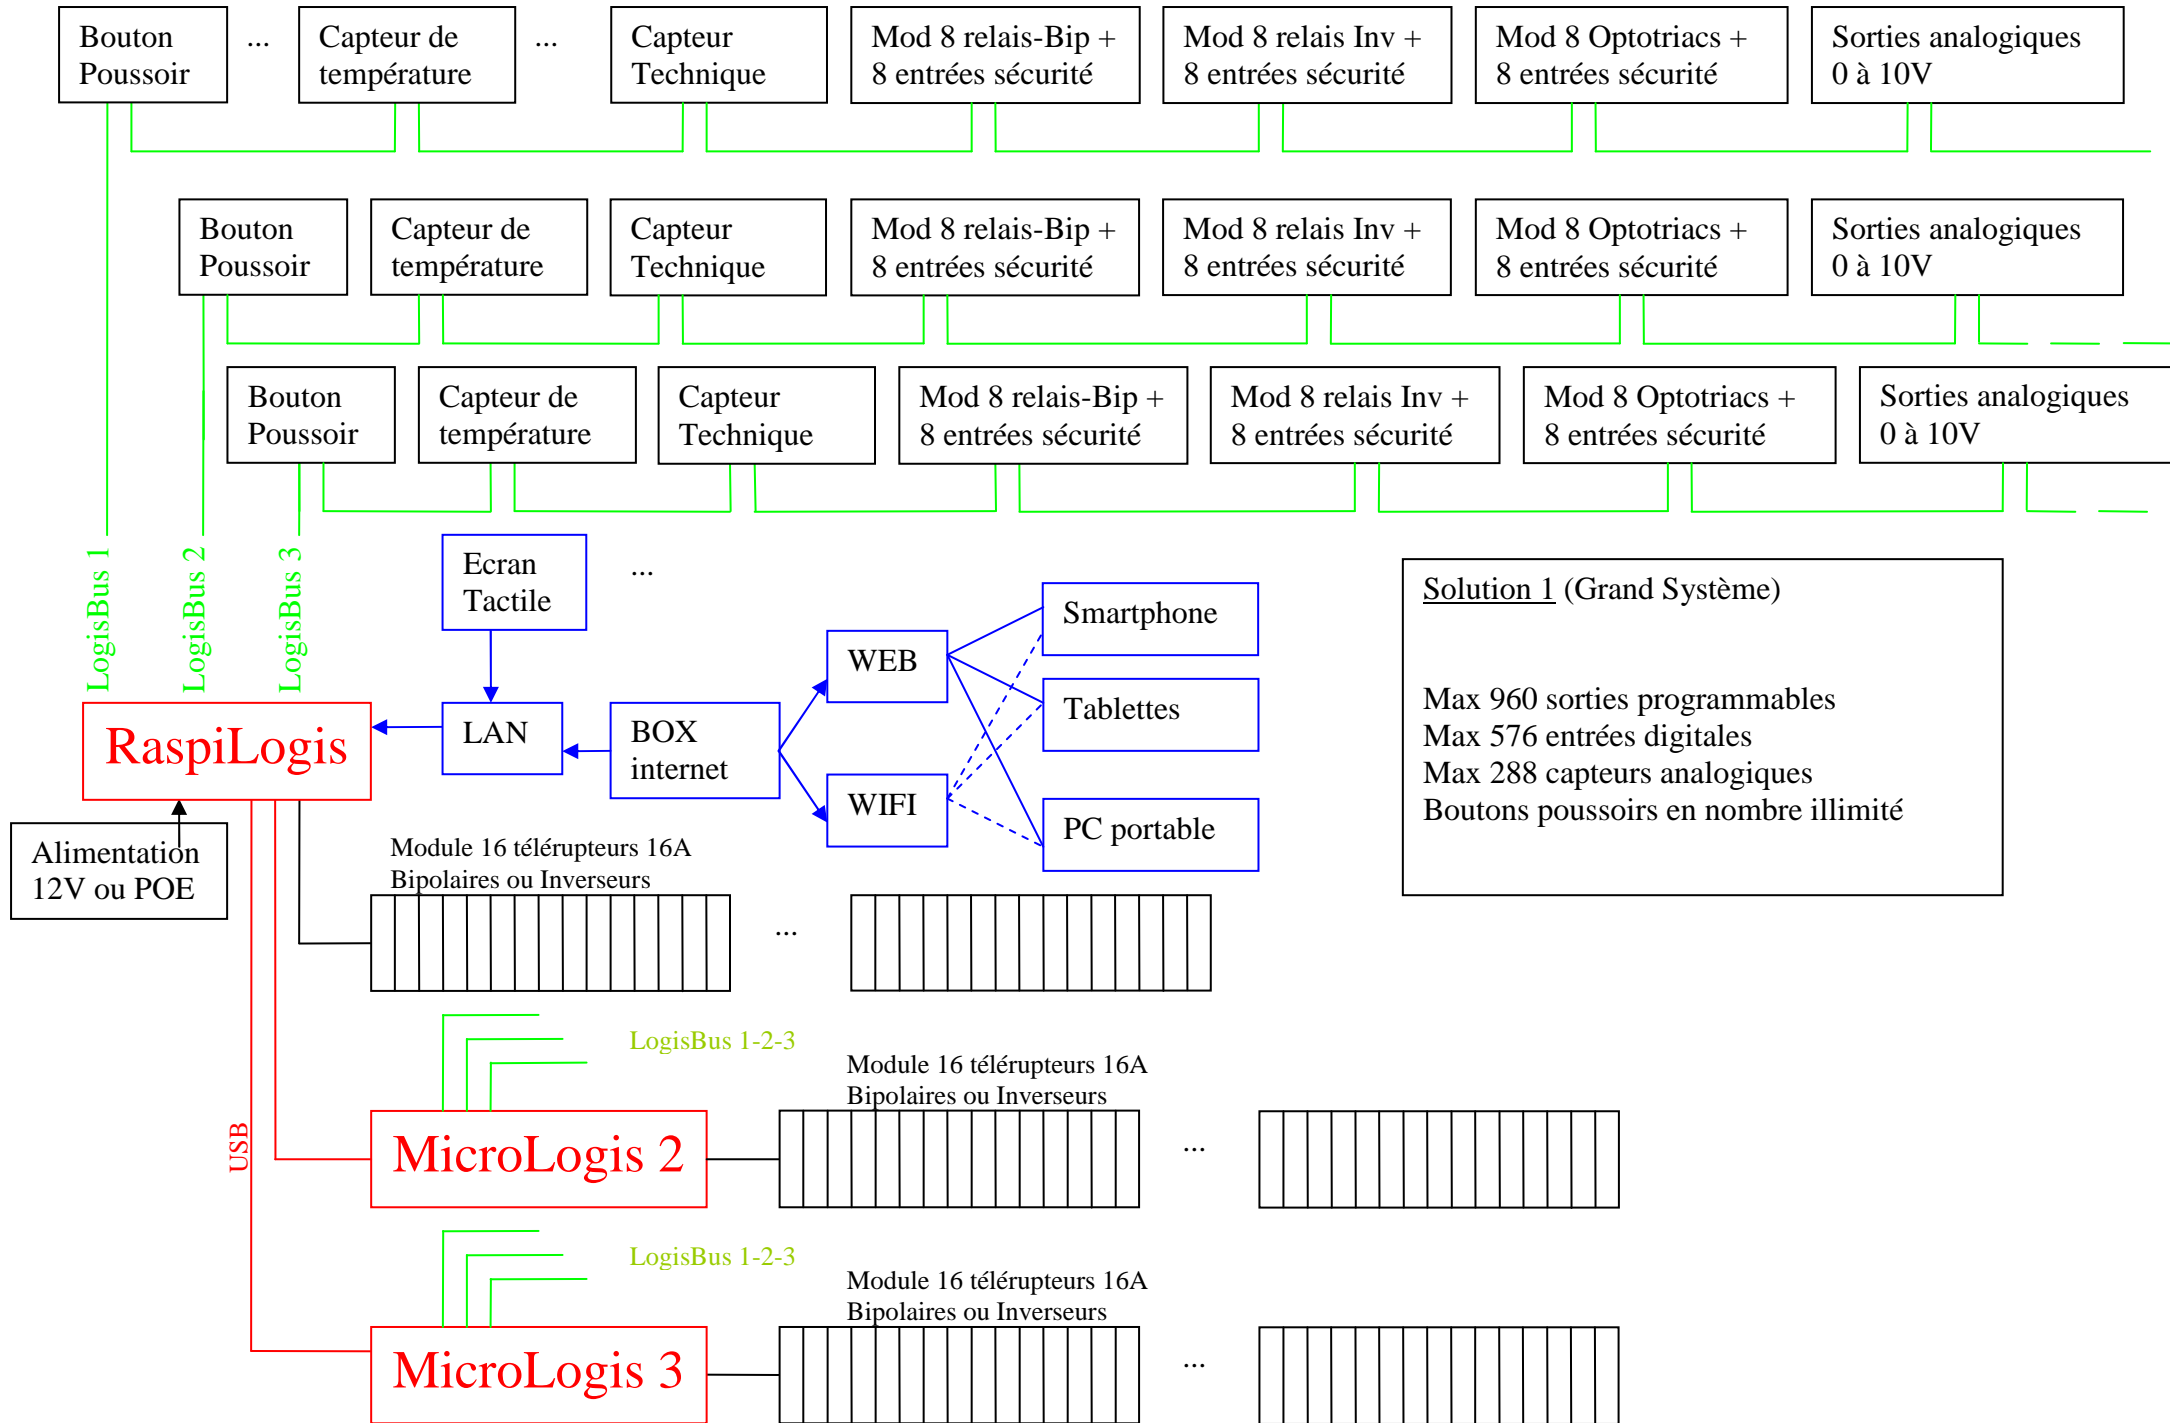 Bouton
Poussoir
...
Capteur de
température
...
Capteur
Technique
Mod 8 relais-Bip +
8 entrées sécurité
Mod 8 relais Inv +
8 entrées sécurité
Mod 8 Optotriacs +
8 entrées sécurité
Sorties analogiques
0 à 10V
Bouton
Poussoir
Capteur de
température
Capteur
Technique
Mod 8 relais-Bip +
8 entrées sécurité
Mod 8 relais Inv +
8 entrées sécurité
Mod 8 Optotriacs +
8 entrées sécurité
Sorties analogiques
0 à 10V
Bouton
Poussoir
Capteur de
température
Capteur
Technique
Mod 8 relais-Bip +
8 entrées sécurité
Mod 8 relais Inv +
8 entrées sécurité
Mod 8 Optotriacs +
8 entrées sécurité
Sorties analogiques
0 à 10V
LogisBus 1
LogisBus 2
LogisBus 3
Ecran
Tactile
...
Smartphone
WEB
Tablettes
RaspiLogis
LAN
BOX
internet
WIFI
PC portable
Solution 1 (Grand Système)
Max 960 sorties programmables
Max 576 entrées digitales
Max 288 capteurs analogiques
Boutons poussoirs en nombre illimité
Alimentation
12V ou POE
Module 16 télérupteurs 16A
Bipolaires ou Inverseurs
...
LogisBus 1-2-3
Module 16 télérupteurs 16A
Bipolaires ou Inverseurs
USB
MicroLogis 2
...
LogisBus 1-2-3
Module 16 télérupteurs 16A
Bipolaires ou Inverseurs
MicroLogis 3
...